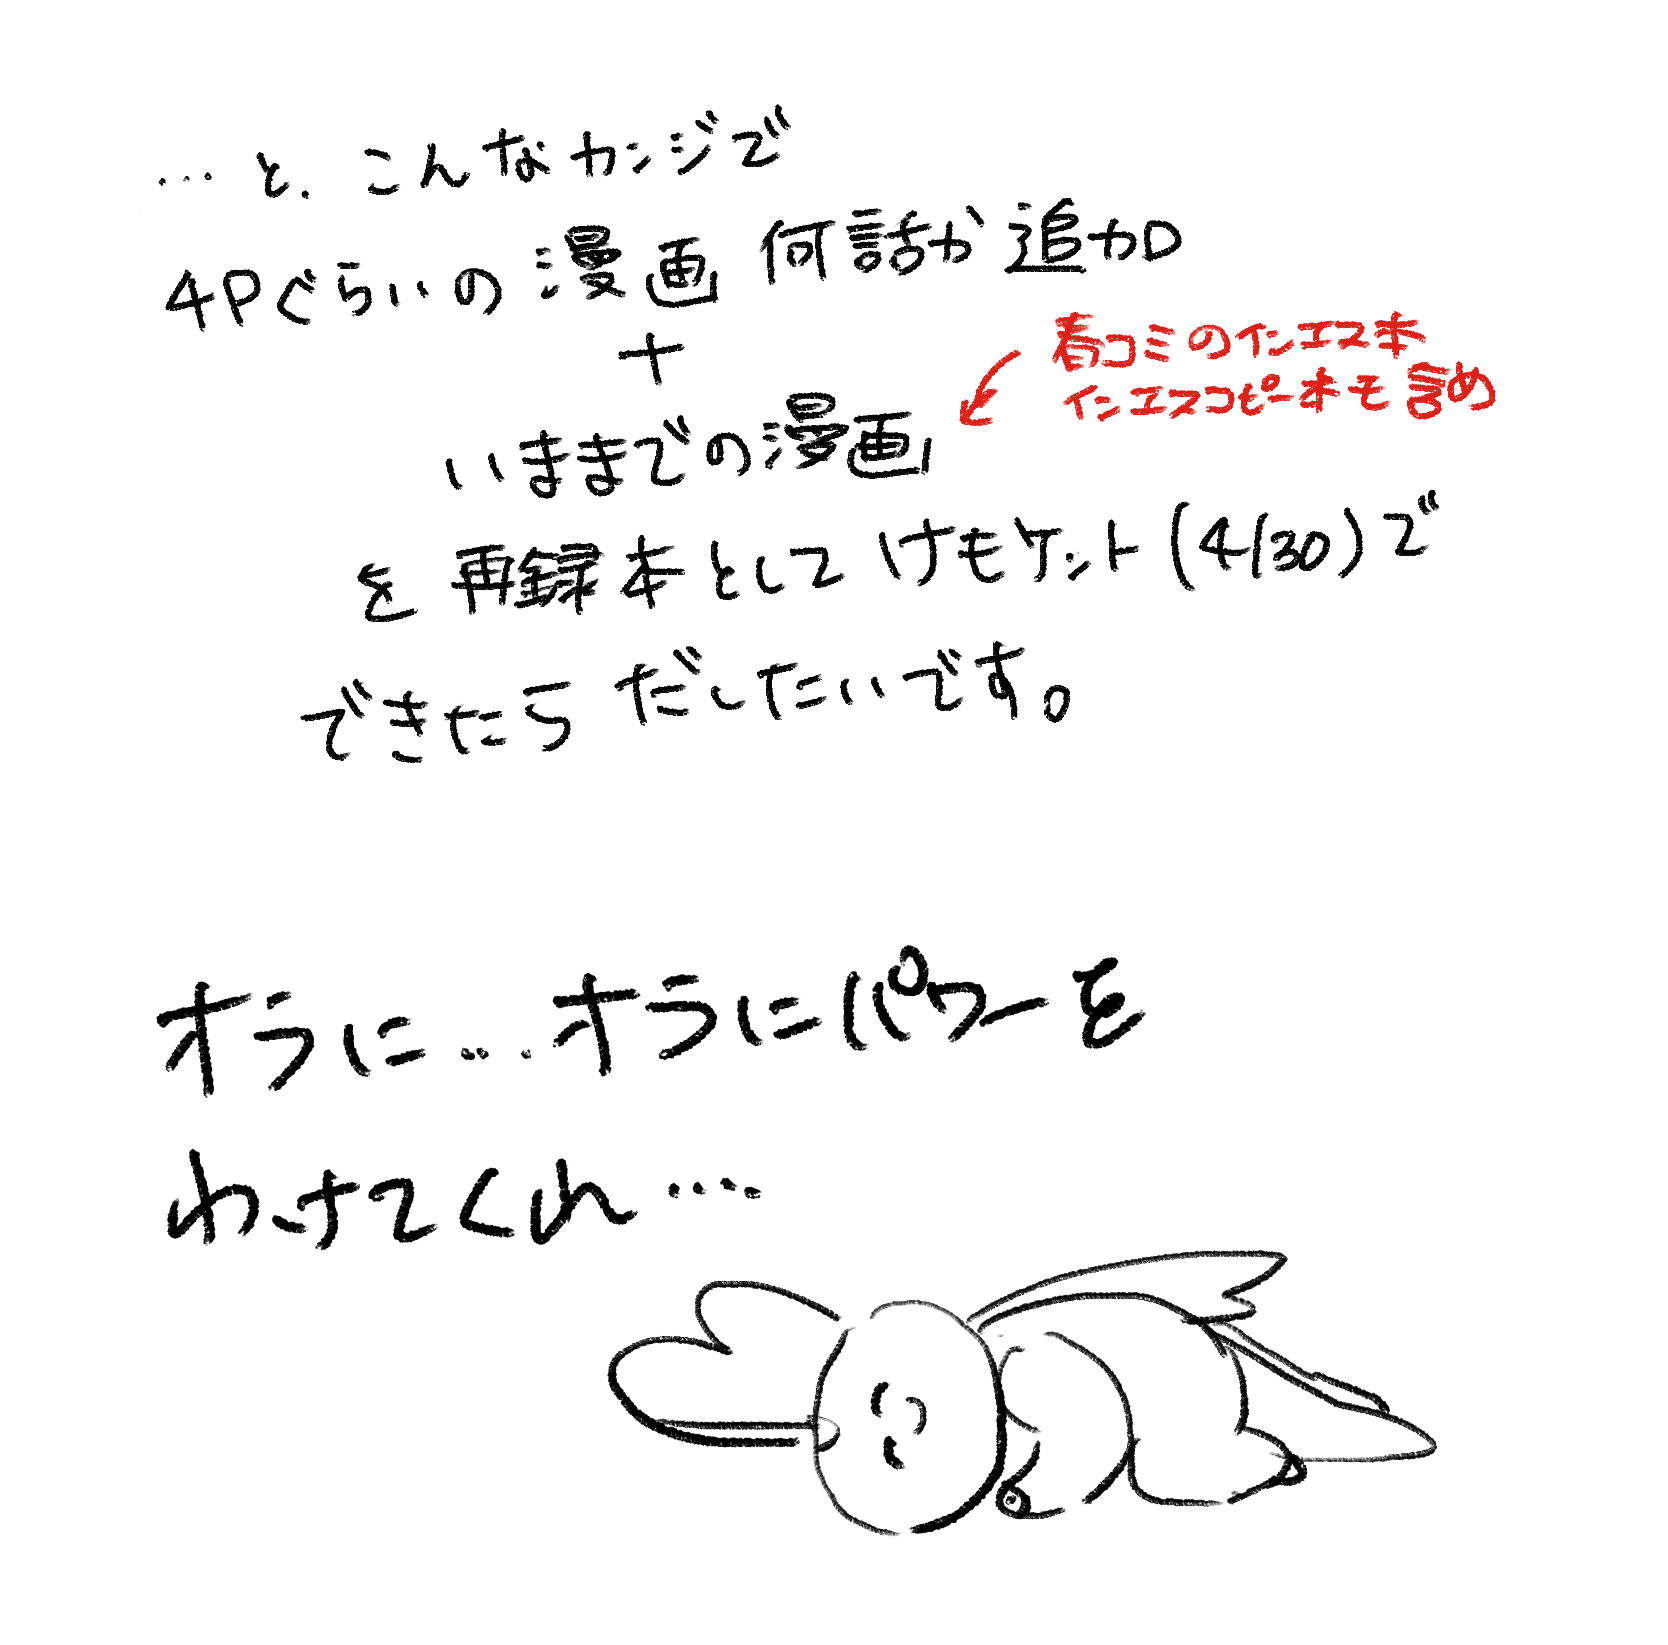 …と、こんなカンジで
4Pぐらいの漫画 何話か追加
+
春コミのインエス本
インエスコピー本も含め
いままでの漫画
を再録本としてけもケット(4/30)で
できたらだしたいです。
オラに…オラにパワーを
わけてくれ….